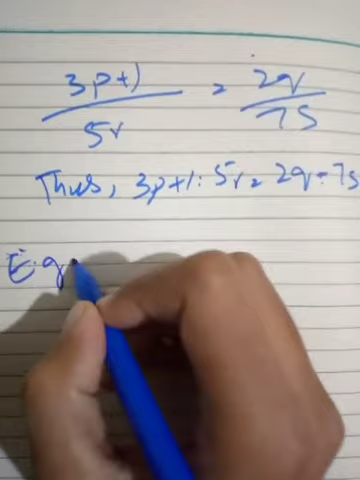 3p+1 = 2q
5r 7s
Thus, 3p+1 : 5r = 2q : 7s
E.g